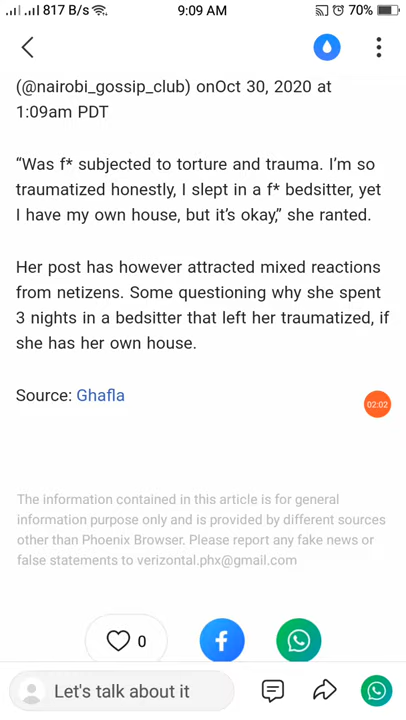 817 B/s
9:09 AM
70%
(@nairobi_gossip_club) onOct 30, 2020 at
1:09am PDT
“Was f* subjected to torture and trauma. I’m so
traumatized honestly, I slept in a f* bedsitter, yet
I have my own house, but it’s okay,” she ranted.
Her post has however attracted mixed reactions
from netizens. Some questioning why she spent
3 nights in a bedsitter that left her traumatized, if
she has her own house.
Source: Ghafla
02:02
The information contained in this article is for general
information purpose only and is provided by different sources
other than Phoenix Browser. Please report any fake news or
false statements to verizontal.phx@gmail.com
0
Let's talk about it